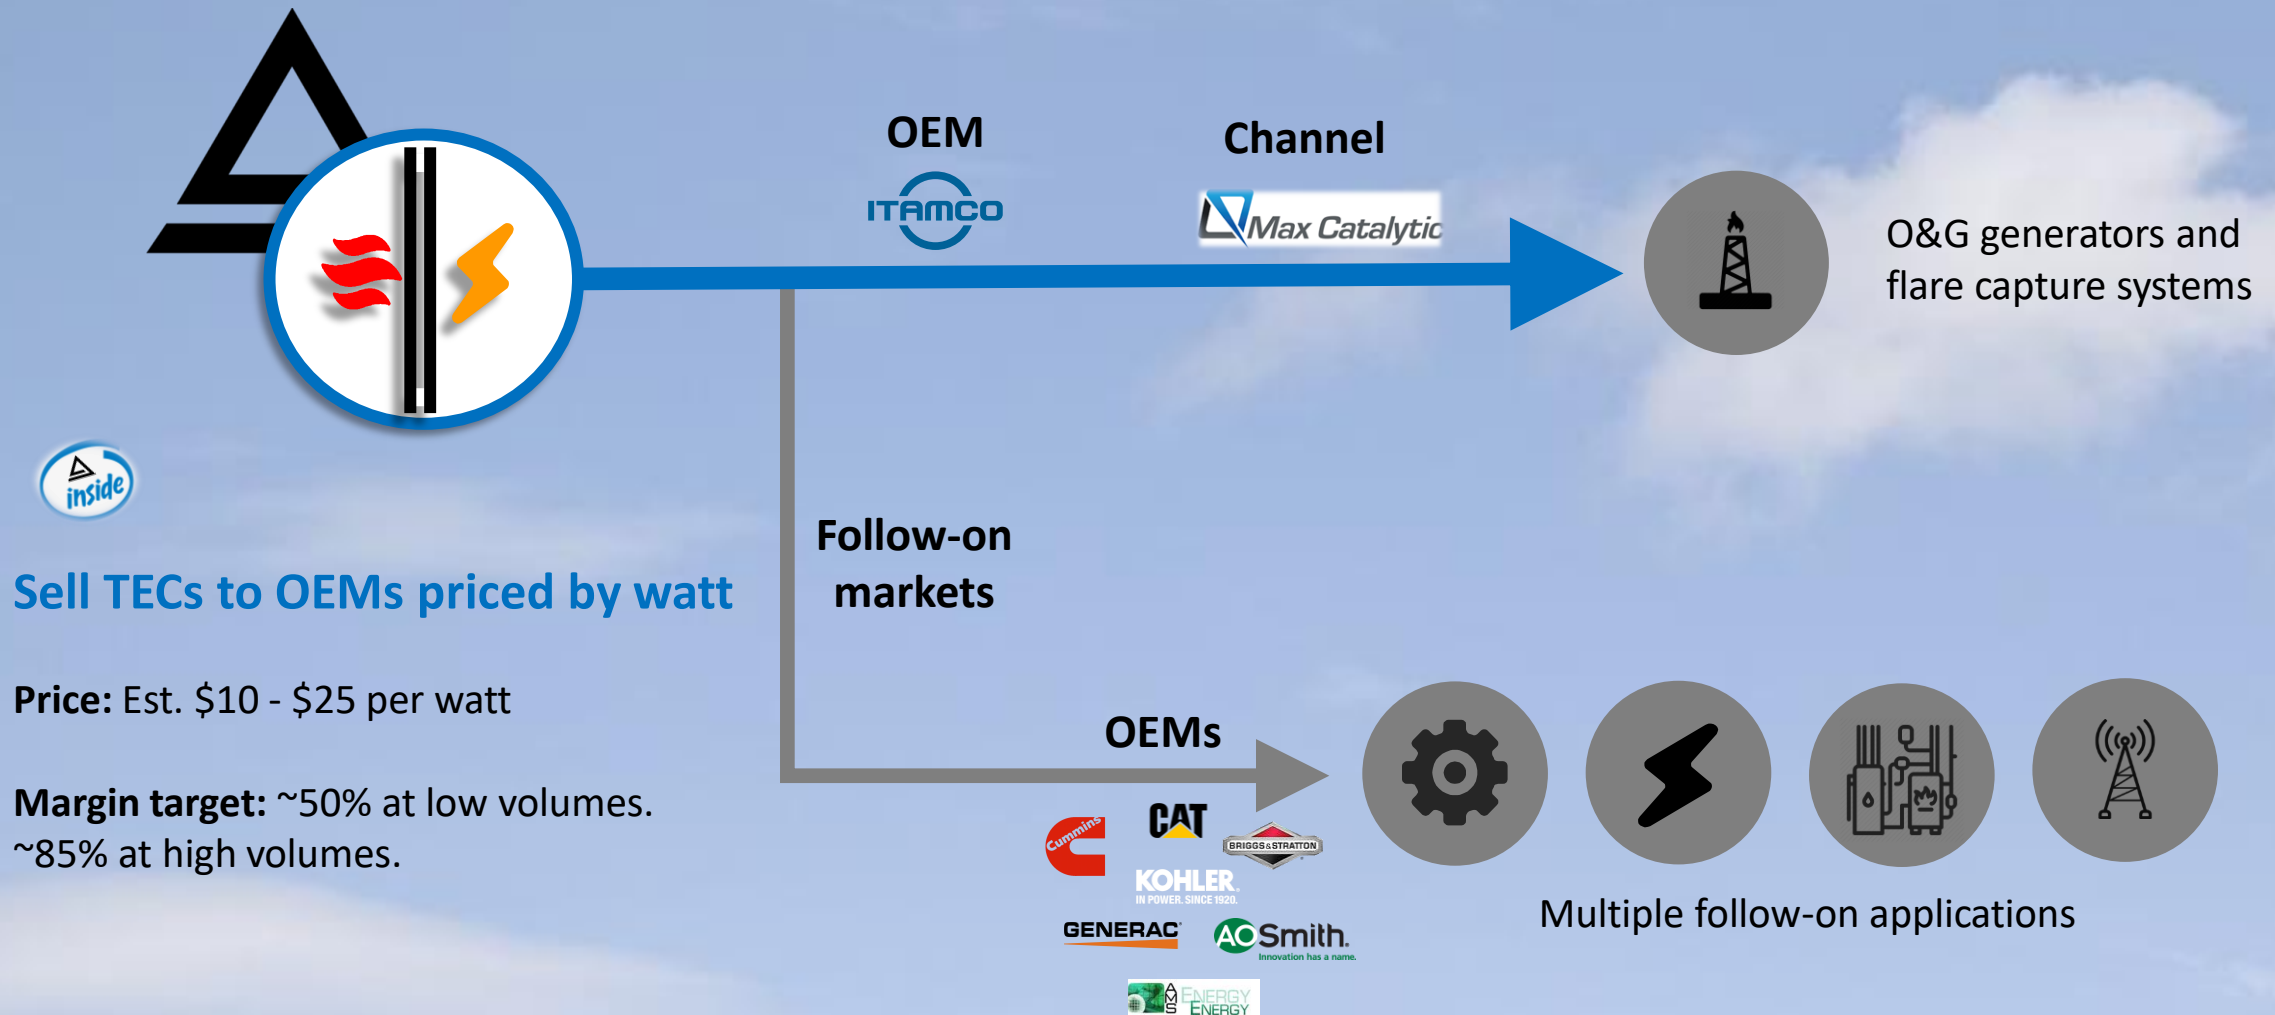 OEM
ITAMCO
Channel
Max Catalytic
O&G generators and
flare capture systems
inside
Sell TECs to OEMs priced by watt
Price: Est. $10 - $25 per watt
Margin target: ~50% at low volumes.
~85% at high volumes.
Follow-on
markets
OEMs
Cummins
CAT
BRIGGS&STRATTON
KOHLER.
IN POWER. SINCE 1920.
GENERAC
AO Smith.
Innovation has a name.
AMS
ENERGY
ENERGY
Multiple follow-on applications